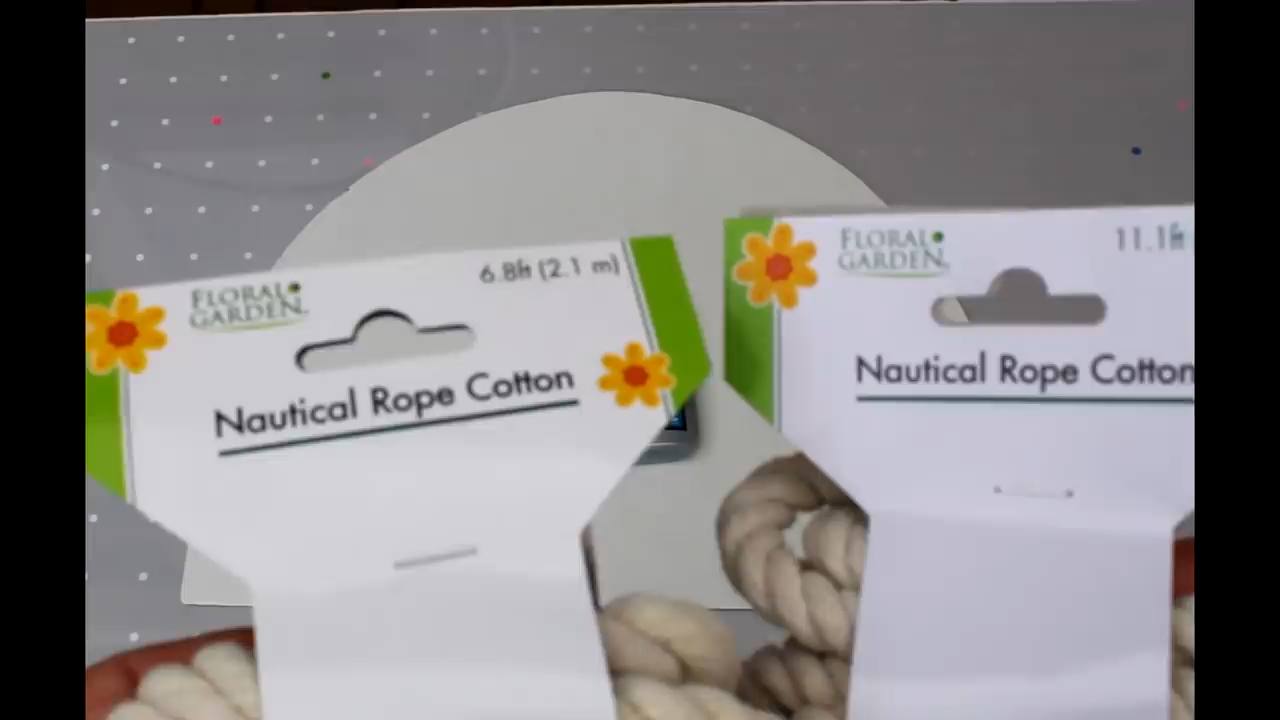 FLORAL
GARDEN
6.8ft (2.1 m)
Nautical Rope Cotton
FLORAL
GARDEN
11.1ft
Nautical Rope Cotton